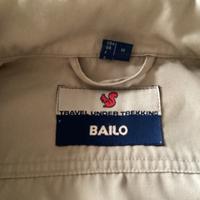 TRAVEL UNDER TREKKING
BAILO